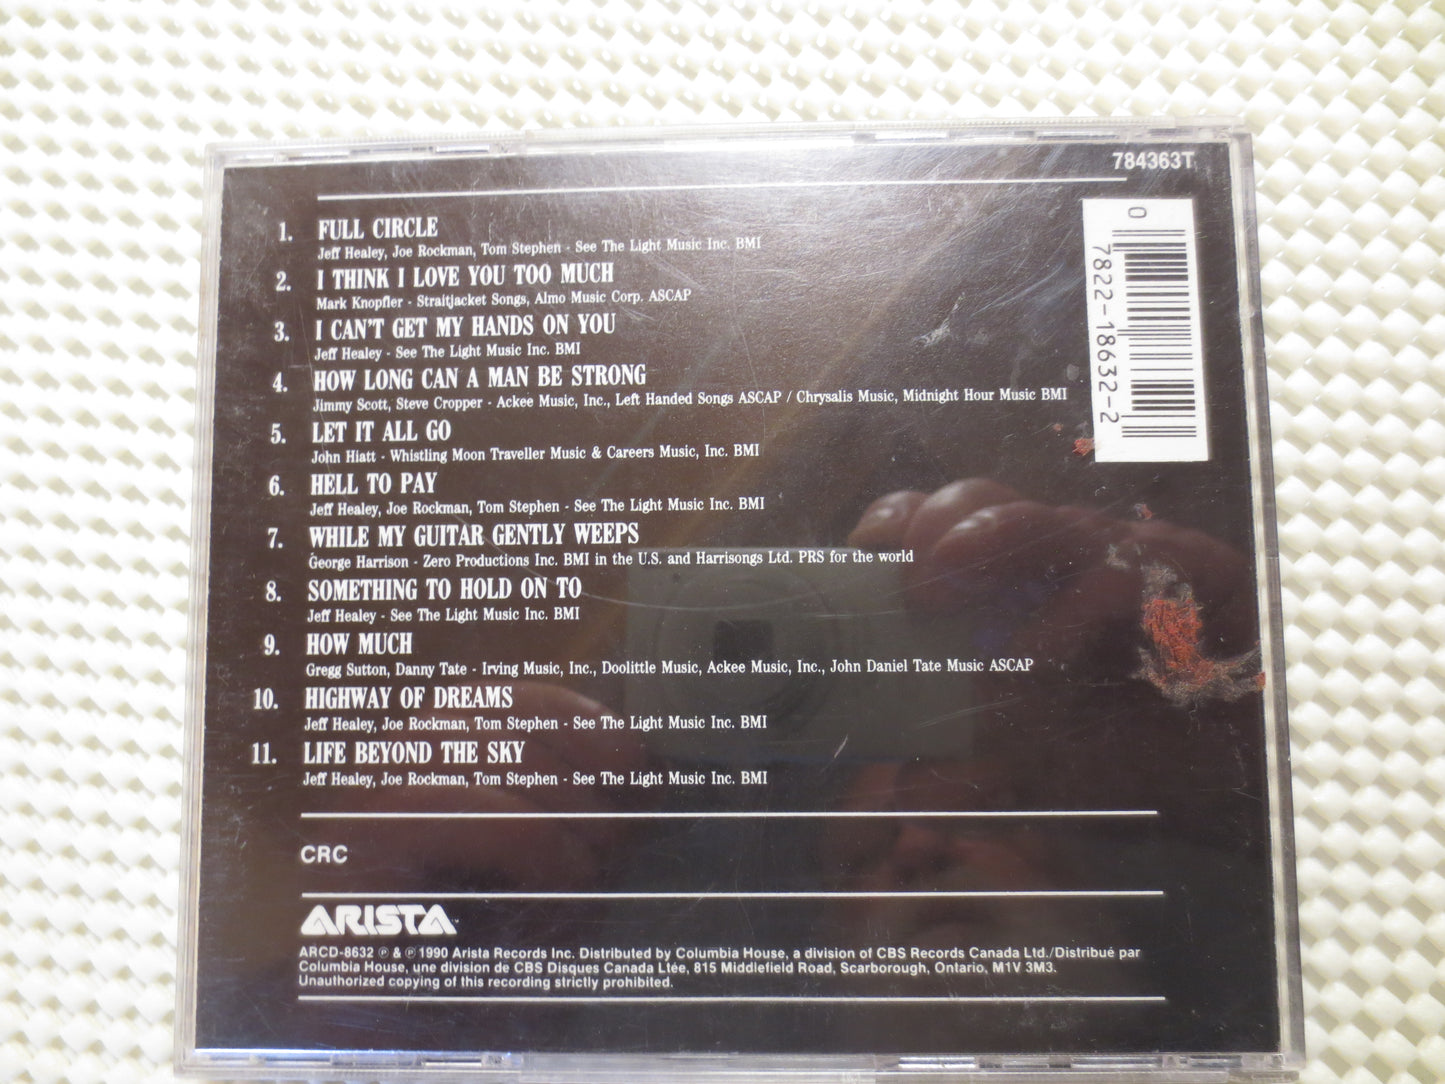 784363T
0
7822-18632-2
1. FULL CIRCLE
Jeff Healey, Joe Rockman, Tom Stephen - See The Light Music Inc. BMI
2. I THINK I LOVE YOU TOO MUCH
Mark Knopfler - Straitjacket Songs, Almo Music Corp. ASCAP
3. I CAN'T GET MY HANDS ON YOU
Jeff Healey - See The Light Music Inc. BMI
4. HOW LONG CAN A MAN BE STRONG
Jimmy Scott, Steve Cropper - Ackee Music, Inc., Left Handed Songs ASCAP / Chrysalis Music, Midnight Hour Music BMI
5. LET IT ALL GO
John Hiatt - Whistling Moon Traveller Music & Careers Music, Inc. BMI
6. HELL TO PAY
Jeff Healey, Joe Rockman, Tom Stephen - See The Light Music Inc. BMI
7. WHILE MY GUITAR GENTLY WEEPS
George Harrison - Zero Productions Inc. BMI in the U.S. and Harrisongs Ltd. PRS for the world
8. SOMETHING TO HOLD ON TO
Jeff Healey - See The Light Music Inc. BMI
9. HOW MUCH
Gregg Sutton, Danny Tate - Irving Music, Inc., Doolittle Music, Ackee Music, Inc., John Daniel Tate Music ASCAP
10. HIGHWAY OF DREAMS
Jeff Healey, Joe Rockman, Tom Stephen - See The Light Music Inc. BMI
11. LIFE BEYOND THE SKY
Jeff Healey, Joe Rockman, Tom Stephen - See The Light Music Inc. BMI
CRC
ARISTA™
ARCD-8632 ℗ & ℗ 1990 Arista Records Inc. Distributed by Columbia House, a division of CBS Records Canada Ltd./Distribué par
Columbia House, une division de CBS Disques Canada Ltée, 815 Middlefield Road, Scarborough, Ontario, M1V 3M3.
Unauthorized copying of this recording strictly prohibited.